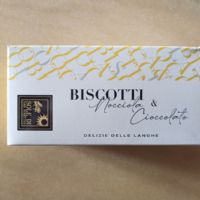 BISCOTTI
Nocciola &
Cioccolato
DELIZIE DELLE LANGHE